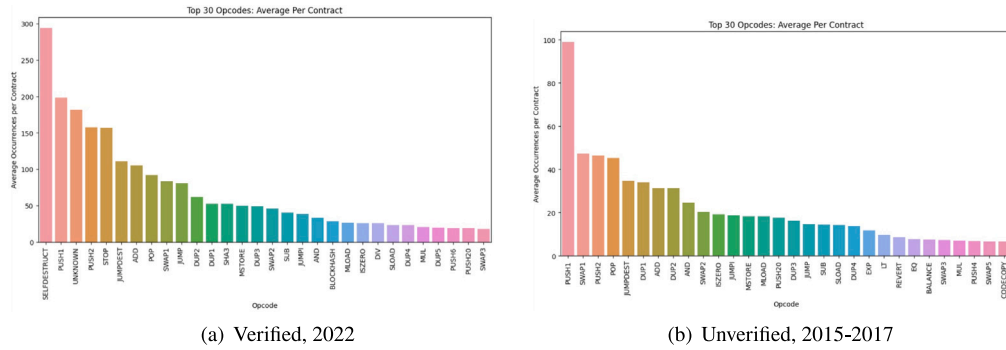 Top 30 Opcodes: Average Per Contract
Average Occurrences per Contract
300
250
200
150
100
50
0
SELFDESTRUCT PUSH1 UNKNOWN PUSH2 STOP JUMPDEST ADD POP SWAP1 JUMP DUP2 DUP1 SHA3 MSTORE DUP3 SWAP2 SUB JUMPI AND BLOCKHASH MLOAD ISZERO DIV SLOAD DUP4 MUL DUP5 PUSH6 PUSH20 SWAP3
Opcode
(a) Verified, 2022
Top 30 Opcodes: Average Per Contract
Average Occurrences per Contract
100
80
60
40
20
0
PUSH1 SWAP1 PUSH2 POP JUMPDEST DUP1 ADD DUP2 AND SWAP2 ISZERO JUMPI MSTORE MLOAD PUSH20 DUP3 JUMP SUB SLOAD DUP4 EXP LT REVERT EQ BALANCE SWAP3 MUL PUSH4 SWAP5 CODECOPY
Opcode
(b) Unverified, 2015-2017